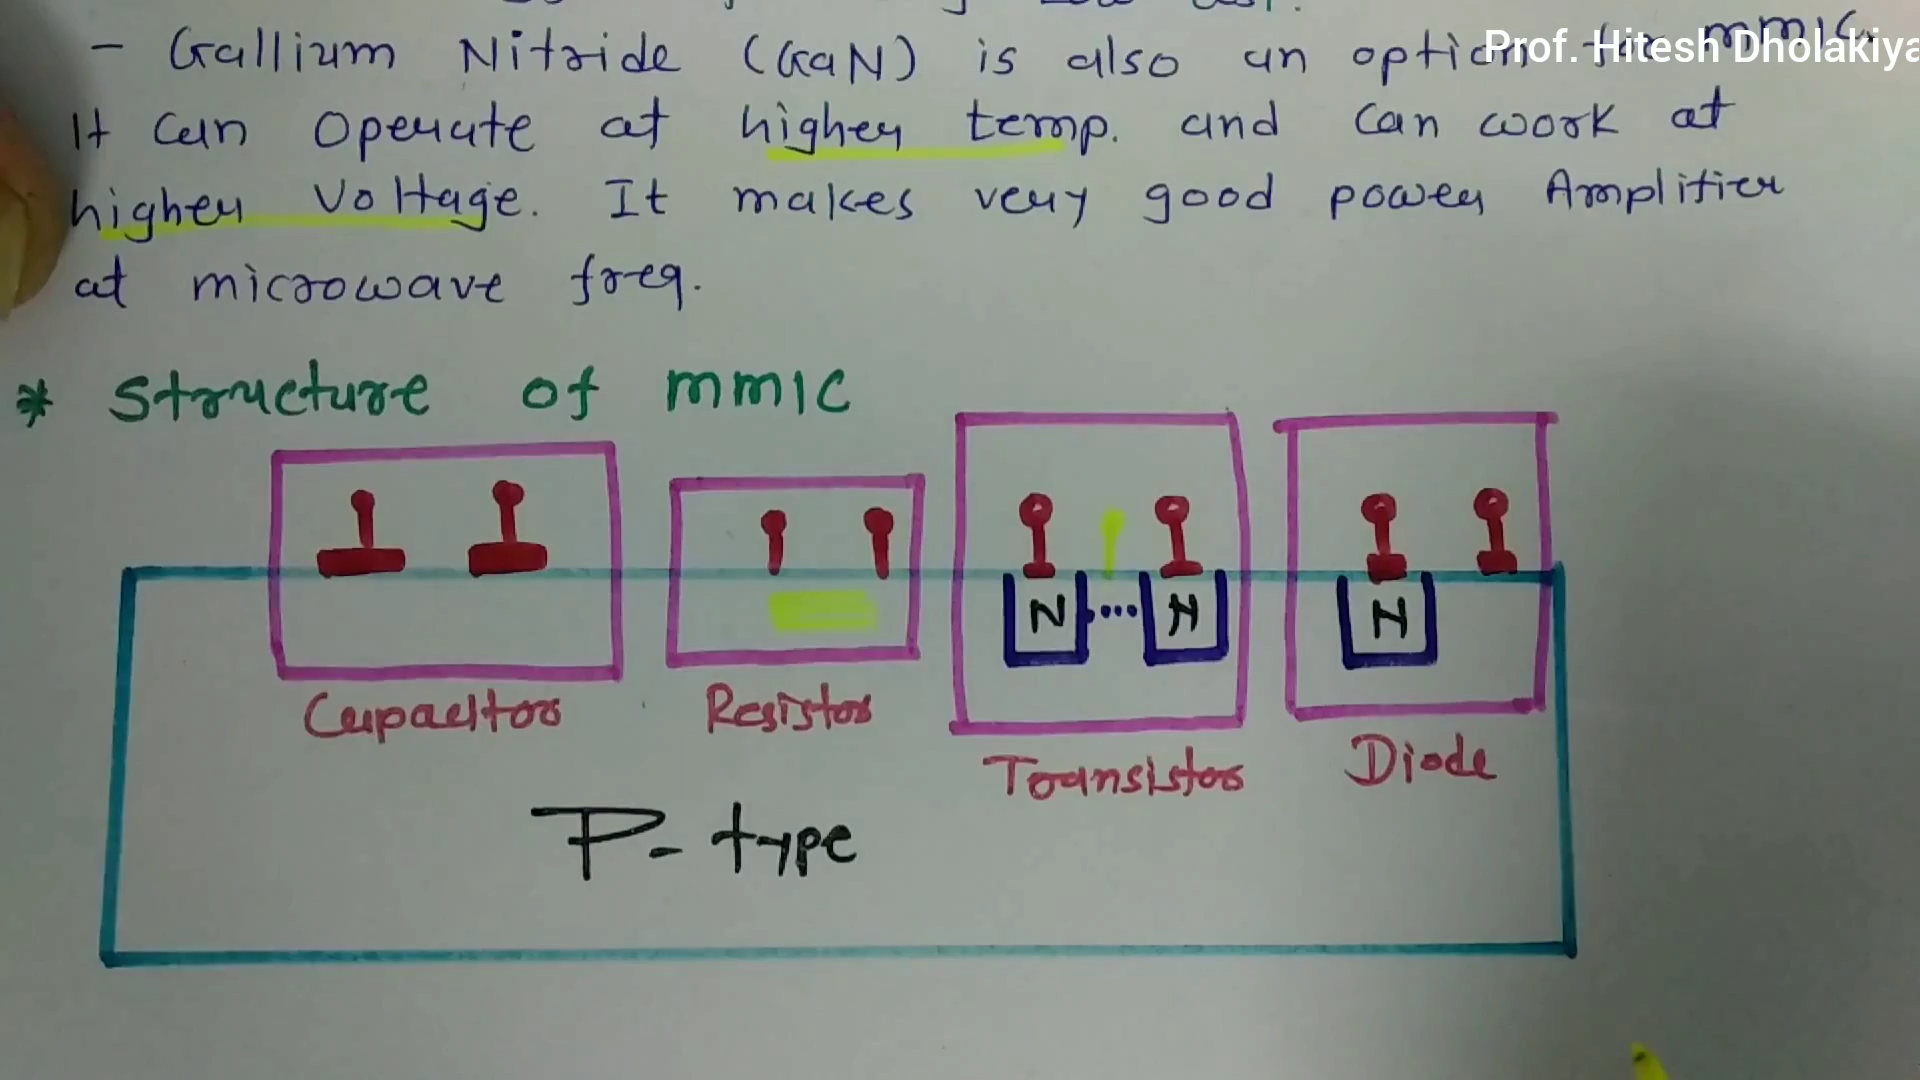 - Gallium Nitride (GaN) is also an option for MMIC.
Prof. Hitesh Dholakiya
It can operate at higher temp. and can work at
higher Voltage. It makes very good power Amplifier
at microwave freq.
* Structure of MMIC
N ... N
N
Capacitor
Resistor
Transistor
Diode
P-type